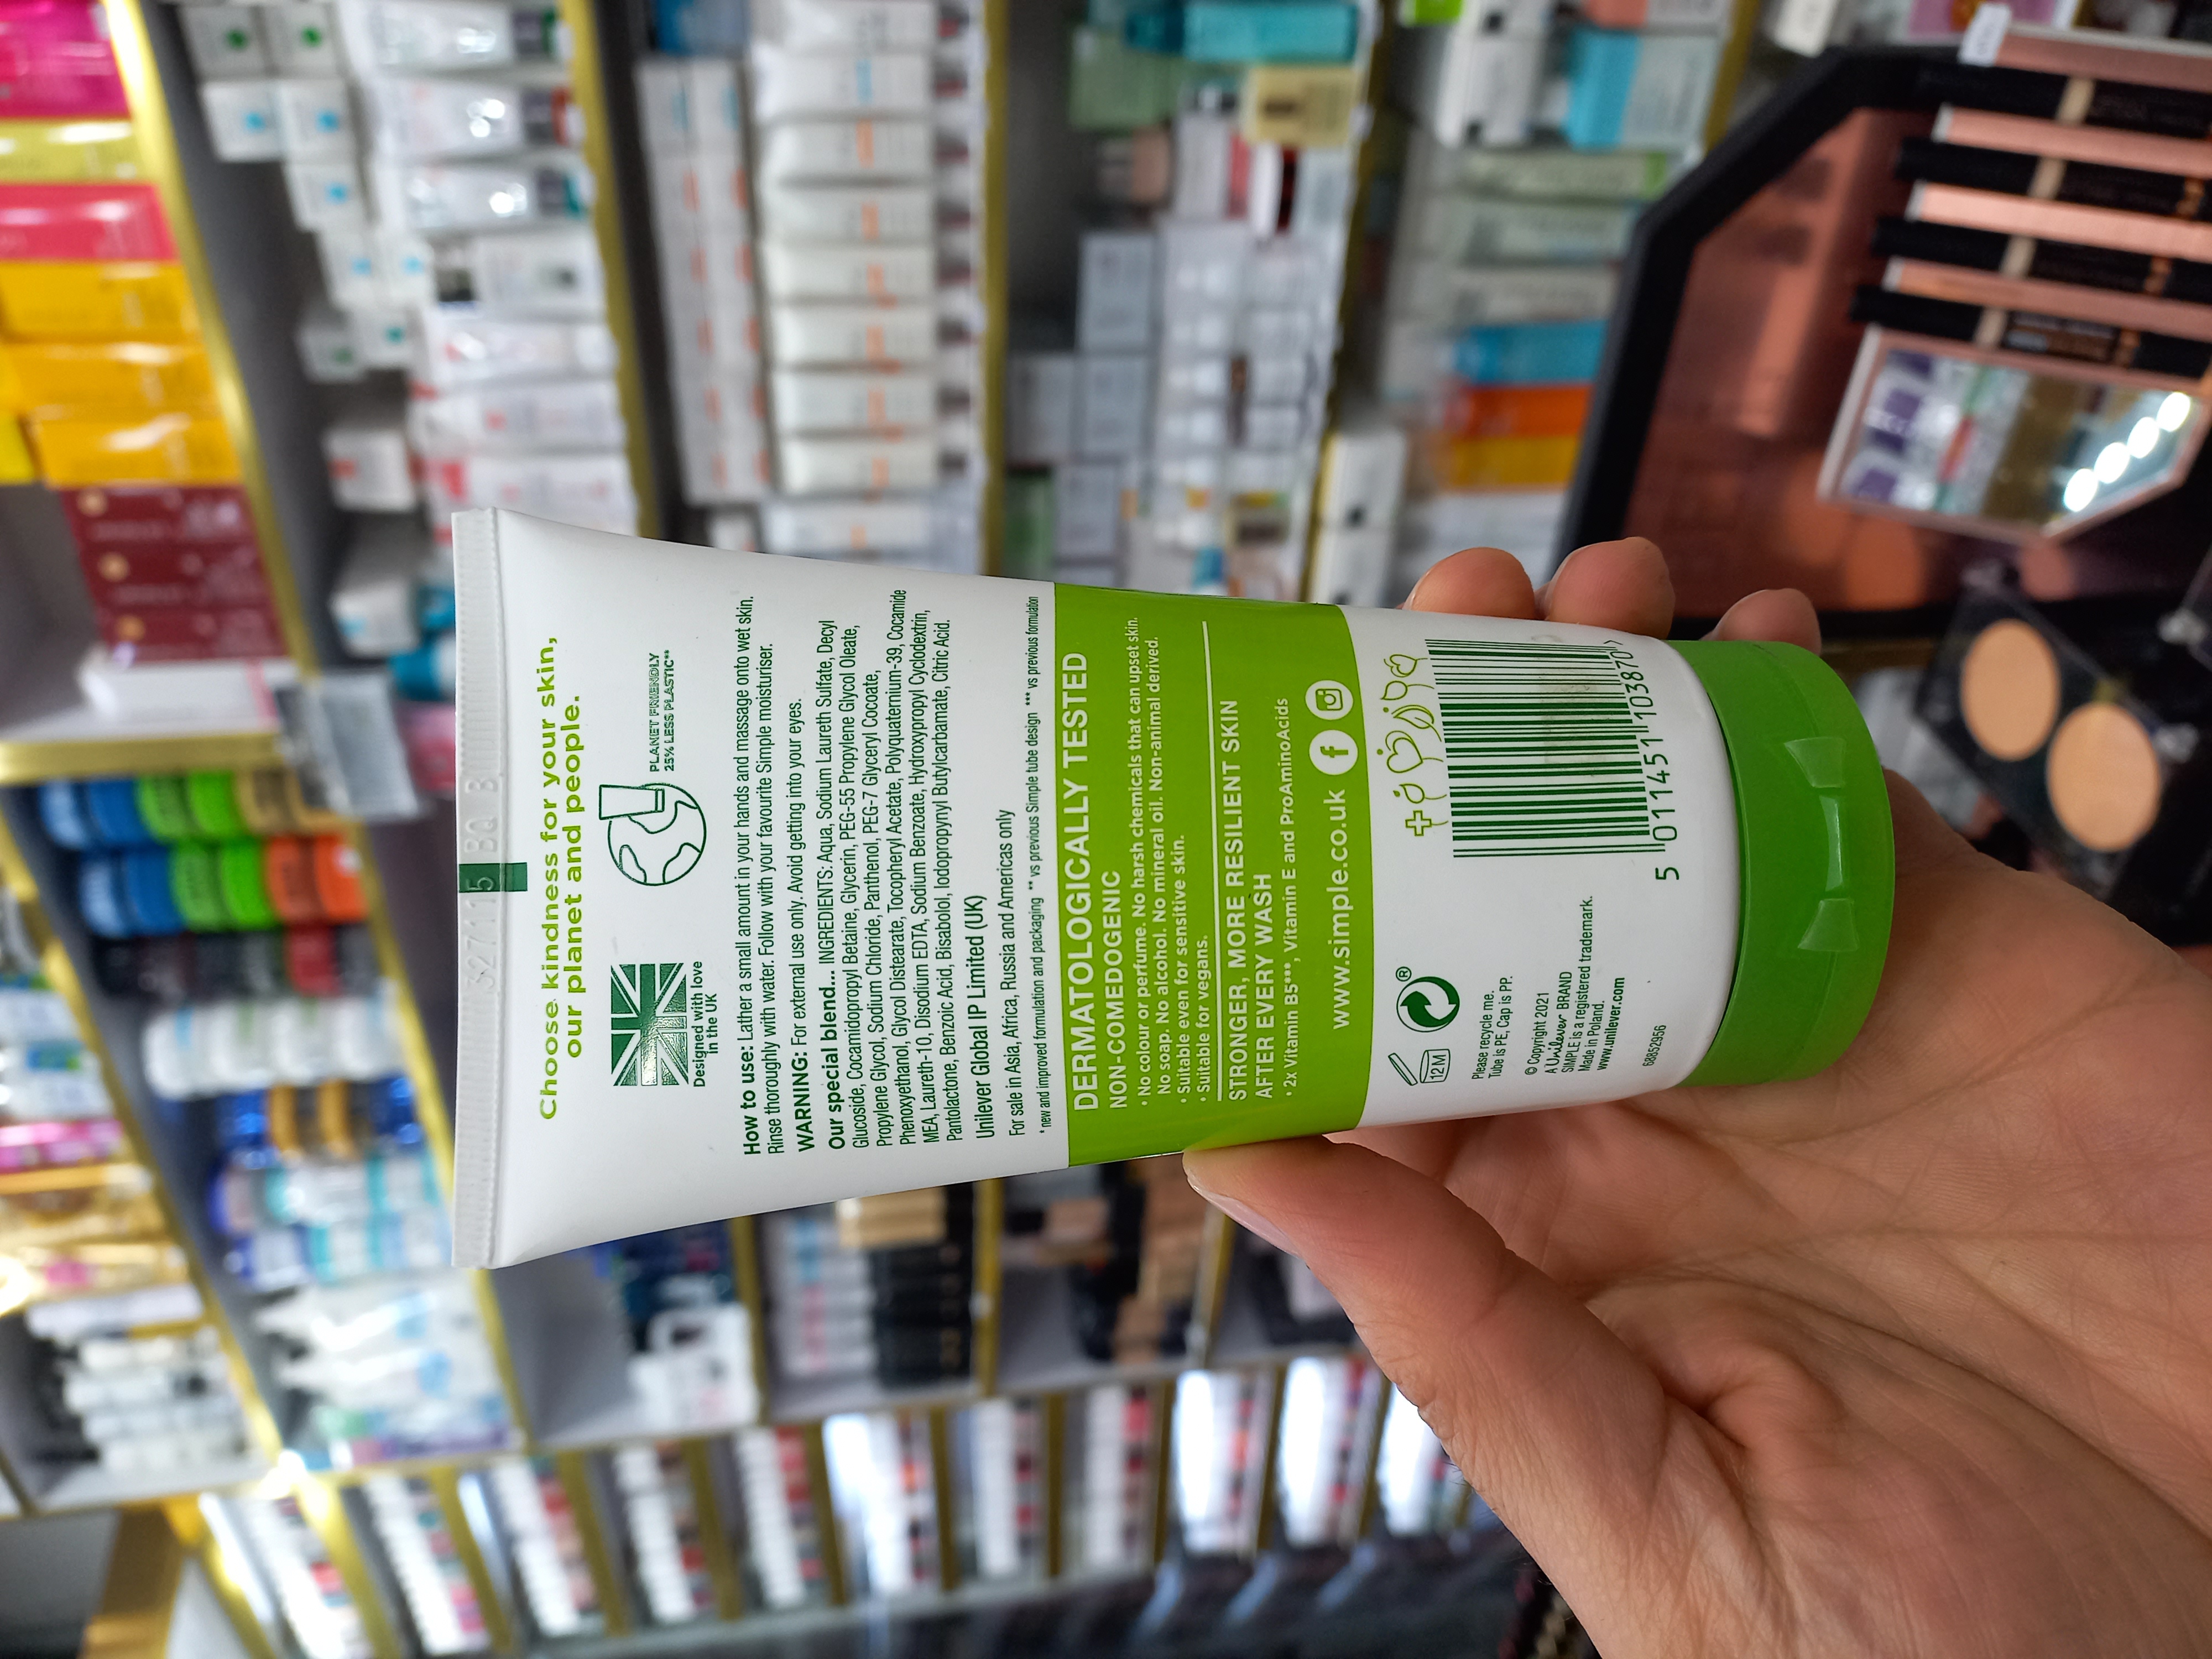 327115 BQ B
Choose kindness for your skin,
our planet and people.
Designed with love
in the UK
PLANET FRIENDLY
25% LESS PLASTIC**
How to use: Lather a small amount in your hands and massage onto wet skin.
Rinse thoroughly with water. Follow with your favourite Simple moisturiser.
WARNING: For external use only. Avoid getting into your eyes.
Our special blend... INGREDIENTS: Aqua, Sodium Laureth Sulfate, Decyl
Glucoside, Cocamidopropyl Betaine, Glycerin, PEG-55 Propylene Glycol Oleate,
Propylene Glycol, Sodium Chloride, Panthenol, PEG-7 Glyceryl Cocoate,
Phenoxyethanol, Glycol Distearate, Tocopheryl Acetate, Polyquaternium-39, Cocamide
MEA, Laureth-10, Disodium EDTA, Sodium Benzoate, Hydroxypropyl Cyclodextrin,
Pantolactone, Benzoic Acid, Bisabolol, Iodopropynyl Butylcarbamate, Citric Acid.
Unilever Global IP Limited (UK)
For sale in Asia, Africa, Russia and Americas only
* new and improved formulation and packaging ** vs previous Simple tube design *** vs previous formulation
DERMATOLOGICALLY TESTED
NON-COMEDOGENIC
• No colour or perfume. No harsh chemicals that can upset skin.
No soap. No alcohol. No mineral oil. Non-animal derived.
• Suitable even for sensitive skin.
• Suitable for vegans.
STRONGER, MORE RESILIENT SKIN
AFTER EVERY WASH
• 2x Vitamin B5***, Vitamin E and ProAminoAcids
www.simple.co.uk
12M
Please recycle me.
Tube is PE, Cap is PP.
© Copyright 2021
A Unilever BRAND
SIMPLE is a registered trademark.
Made in Poland.
www.unilever.com
68852956
5 011451 103870 >